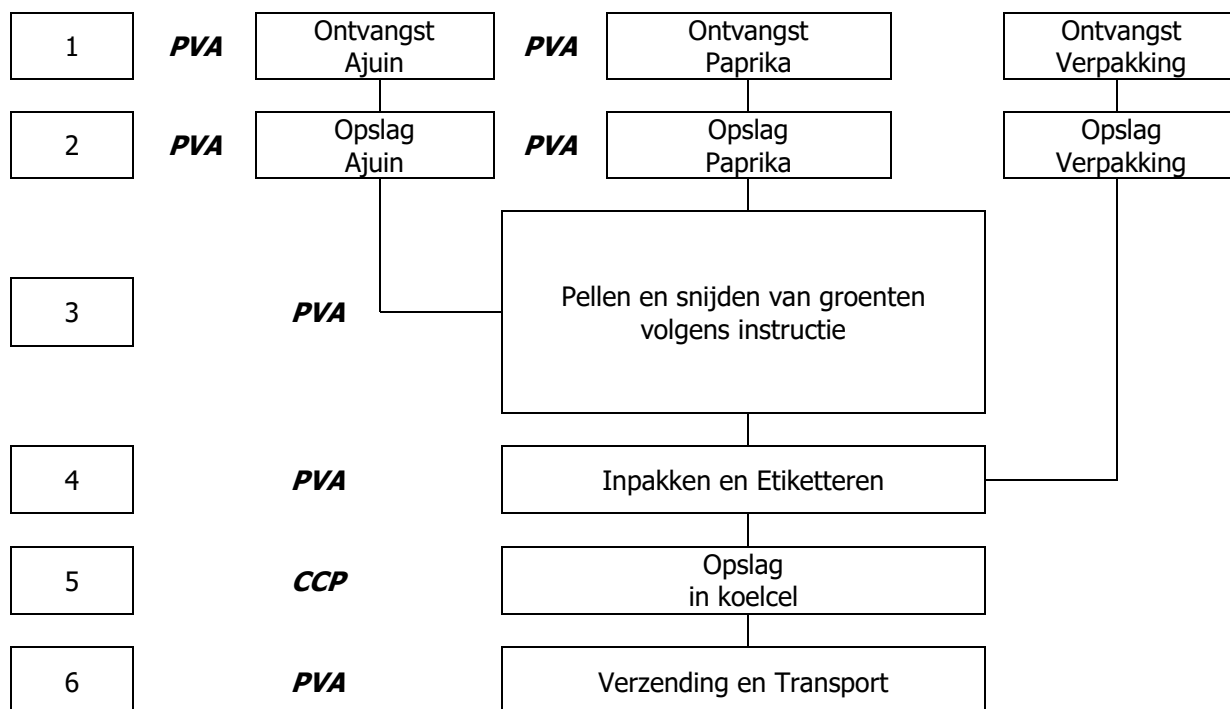 1
PVA
Ontvangst
Ajuin
PVA
Ontvangst
Paprika
Ontvangst
Verpakking
2
PVA
Opslag
Ajuin
PVA
Opslag
Paprika
Opslag
Verpakking
3
PVA
Pellen en snijden van groenten
volgens instructie
4
PVA
Inpakken en Etiketteren
5
CCP
Opslag
in koelcel
6
PVA
Verzending en Transport